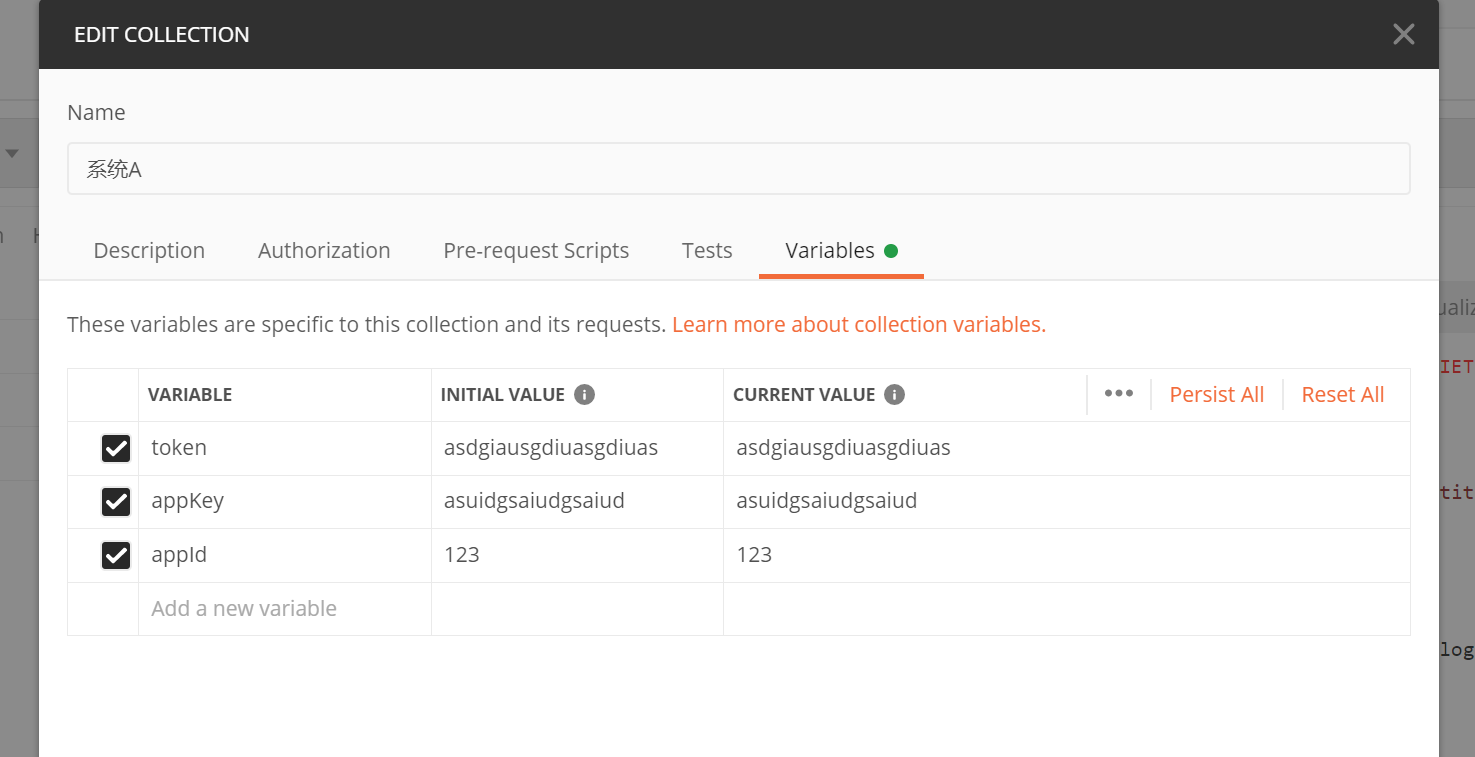 EDIT COLLECTION
Name
系统A
Description Authorization Pre-request Scripts Tests Variables
These variables are specific to this collection and its requests. Learn more about collection variables.
VARIABLE INITIAL VALUE CURRENT VALUE ••• Persist All Reset All
token asdgiausgdiuasgdiuas asdgiausgdiuasgdiuas
appKey asuidgsaiudgsaiud asuidgsaiudgsaiud
appId 123 123
Add a new variable
IET
tit
log